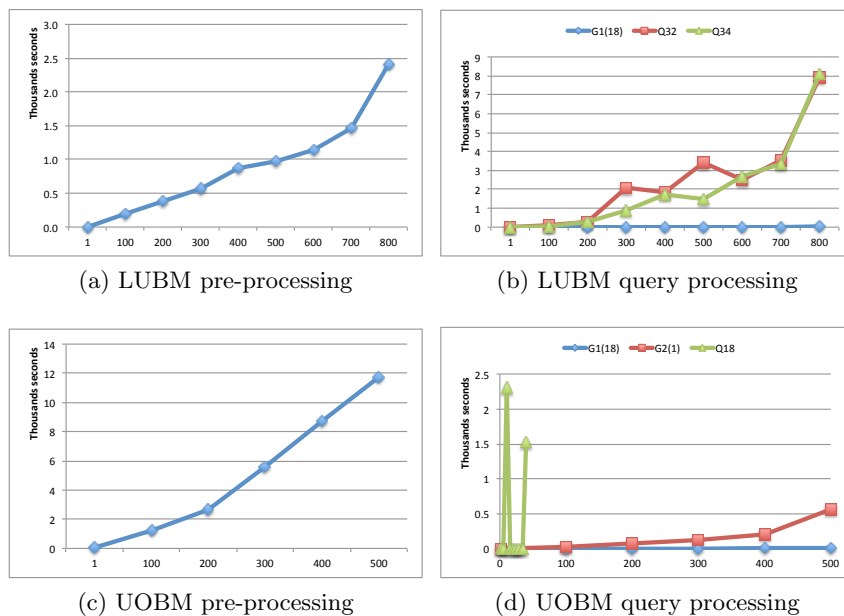 3.0
2.5
2.0
1.5
1.0
0.5
0.0
Thousands seconds
1 100 200 300 400 500 600 700 800
(a) LUBM pre-processing
G1(18) Q32 Q34
9
8
7
6
5
4
3
2
1
0
Thousands seconds
1 100 200 300 400 500 600 700 800
(b) LUBM query processing
14
12
10
8
6
4
2
0
Thousands seconds
1 100 200 300 400 500
(c) UOBM pre-processing
G1(18) G2(1) Q18
2.5
2
1.5
1
0.5
0
Thousands seconds
0 100 200 300 400 500
(d) UOBM query processing